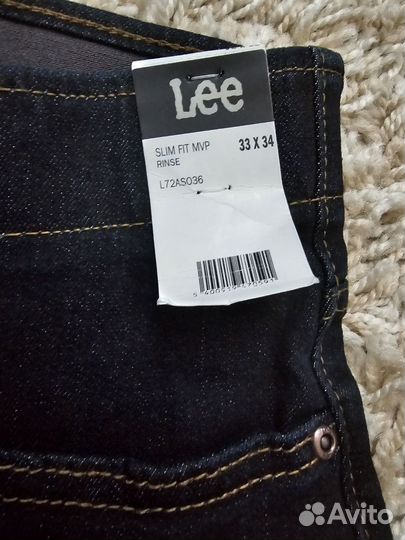 Lee
SLIM FIT MVP 33 X 34
RINSE
L72AS036
Avito